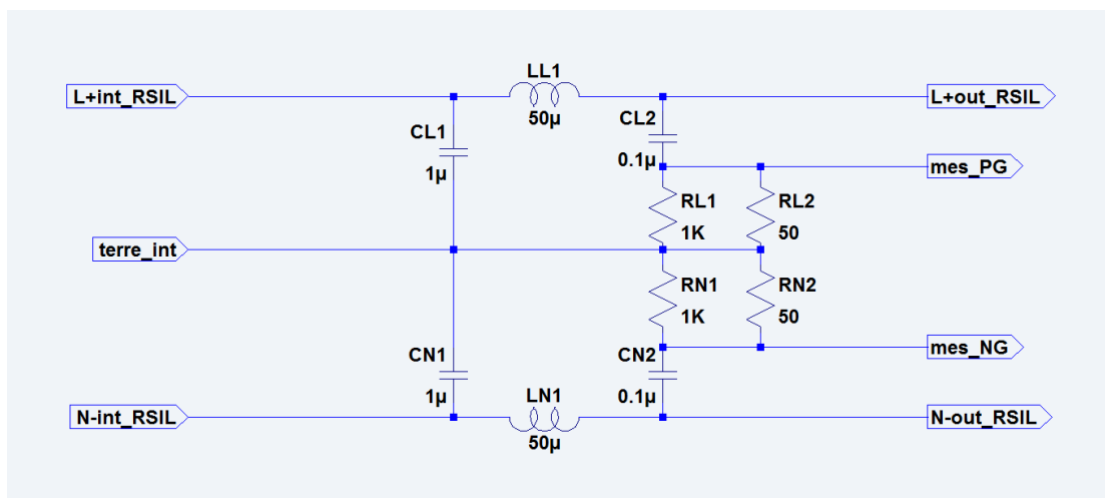 LL1
L+int_RSIL
L+out_RSIL
50µ
CL1
CL2
1µ
0.1µ
mes_PG
RL1
RL2
1K
50
terre_int
RN1
RN2
1K
50
mes_NG
CN1
CN2
1µ
LN1
0.1µ
N-int_RSIL
N-out_RSIL
50µ